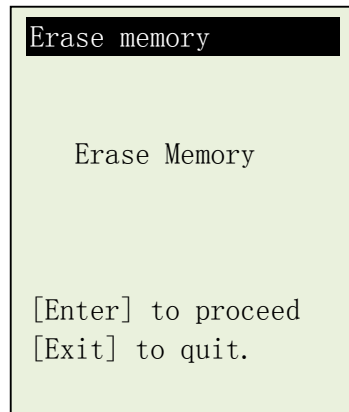 Erase memory
Erase Memory
[Enter] to proceed
[Exit] to quit.